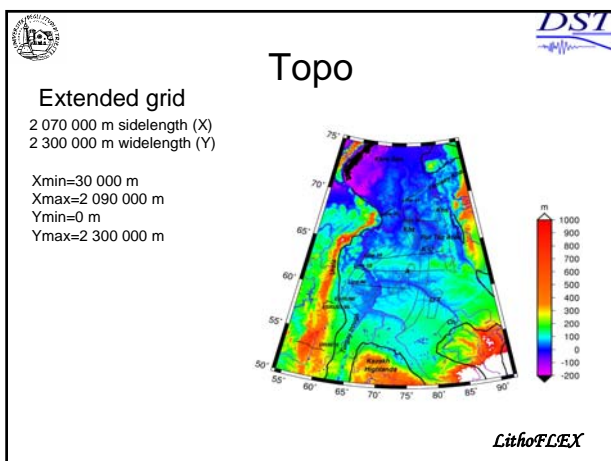 DST
Topo
Extended grid
2 070 000 m sidelength (X)
2 300 000 m widelength (Y)
Xmin=30 000 m
Xmax=2 090 000 m
Ymin=0 m
Ymax=2 300 000 m
75˚
70˚
65˚
60˚
55˚
50˚
55˚
60˚
65˚
70˚
75˚
80˚
85˚
90˚
Kazakh
Highlands
m
1000
900
800
700
600
500
400
300
200
100
0
-100
-200
LithoFLEX